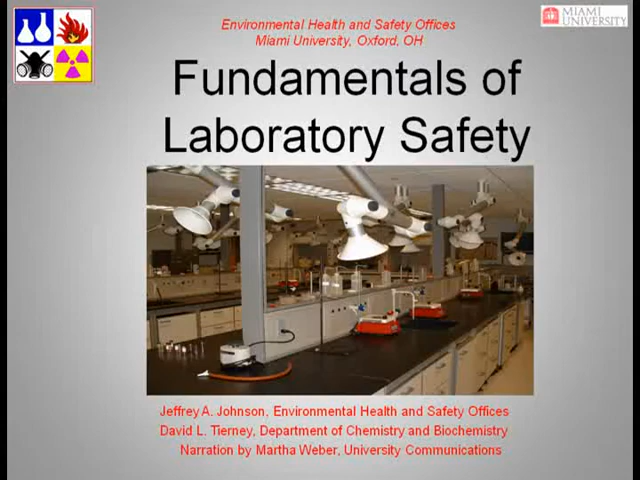 Environmental Health and Safety Offices
Miami University, Oxford, OH
MIAMI
UNIVERSITY
Fundamentals of
Laboratory Safety
Jeffrey A. Johnson, Environmental Health and Safety Offices
David L. Tierney, Department of Chemistry and Biochemistry
Narration by Martha Weber, University Communications